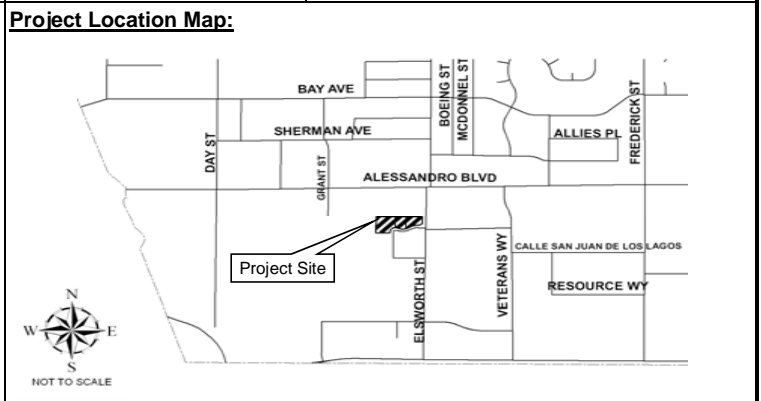 Project Location Map:
BAY AVE
BOEING ST
MCDONNEL ST
FREDERICK ST
SHERMAN AVE
ALLIES PL
DAY ST
GRANT ST
ALESSANDRO BLVD
Project Site
ELSWORTH ST
VETERANS WY
CALLE SAN JUAN DE LOS LAGOS
RESOURCE WY
N
W
E
S
NOT TO SCALE